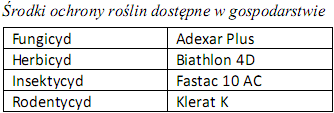 Środki ochrony roślin dostępne w gospodarstwie
Fungicyd Adexar Plus
Herbicyd Biathlon 4D
Insektycyd Fastac 10 AC
Rodentycyd Klerat K